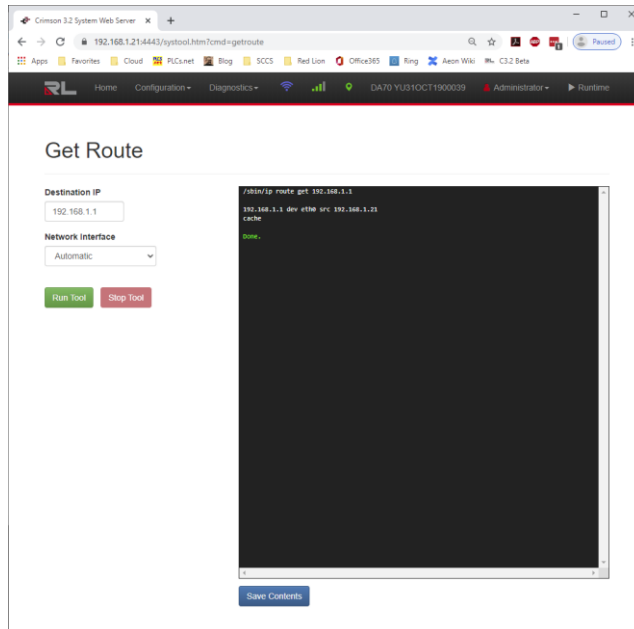 Crimson 3.2 System Web Server
192.168.1.21:4443/systool.htm?cmd=getroute
Paused
Apps Favorites Cloud PLCs.net Blog SCCS Red Lion Office365 Ring Aeon Wiki C3.2 Beta
RL Home Configuration Diagnostics DA70 YU31OCT1900039 Administrator Runtime
Get Route
Destination IP
192.168.1.1
Network Interface
Automatic
Run Tool Stop Tool
/sbin/ip route get 192.168.1.1
192.168.1.1 dev eth0 src 192.168.1.21
cache
Done.
Save Contents